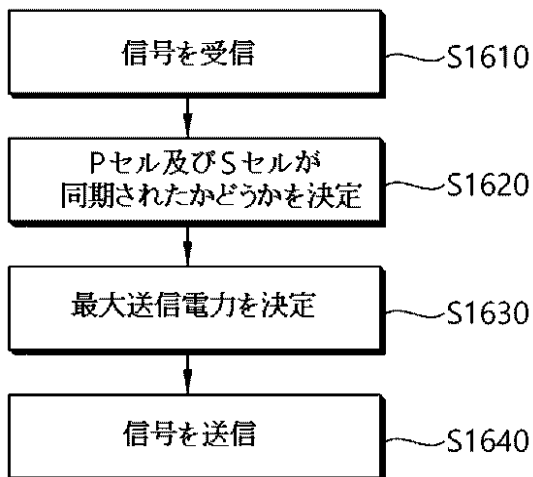 信号を受信
S1610
Pセル及びSセルが
同期されたかどうかを決定
S1620
最大送信電力を決定
S1630
信号を送信
S1640